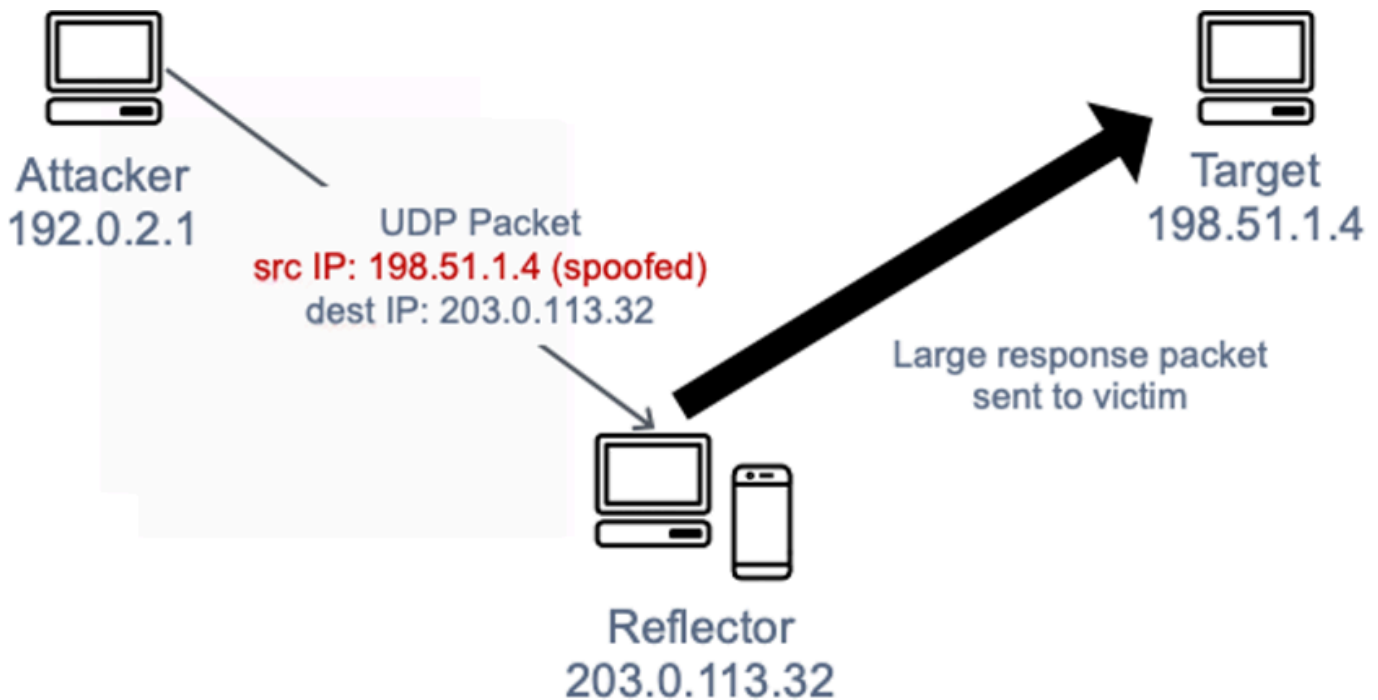 Attacker
192.0.2.1
UDP Packet
src IP: 198.51.1.4 (spoofed)
dest IP: 203.0.113.32
Target
198.51.1.4
Large response packet
sent to victim
Reflector
203.0.113.32